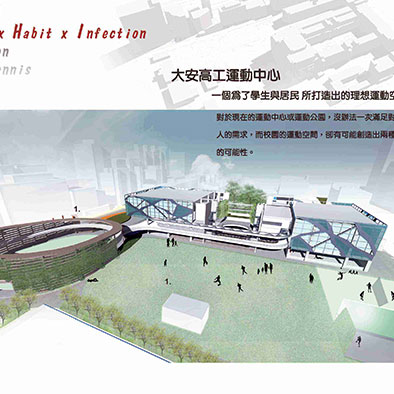 x Habit x Infection
on
ennis
大安高工運動中心
一個為了學生與居民 所打造出的理想運動空
對於現在的運動中心或運動公園，沒辦法一次滿足對
人的需求，而校園的運動空間，卻有可能創造出兩種
的可能性。
1.
1.